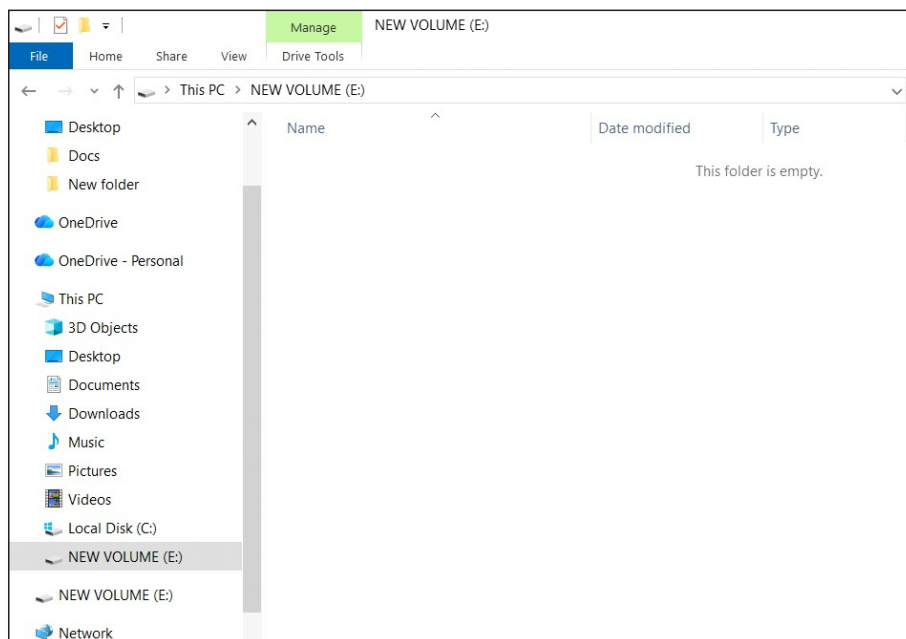 Manage NEW VOLUME (E:)
File Home Share View Drive Tools
This PC > NEW VOLUME (E:)
Name Date modified Type
This folder is empty.
Desktop
Docs
New folder
OneDrive
OneDrive - Personal
This PC
3D Objects
Desktop
Documents
Downloads
Music
Pictures
Videos
Local Disk (C:)
NEW VOLUME (E:)
NEW VOLUME (E:)
Network